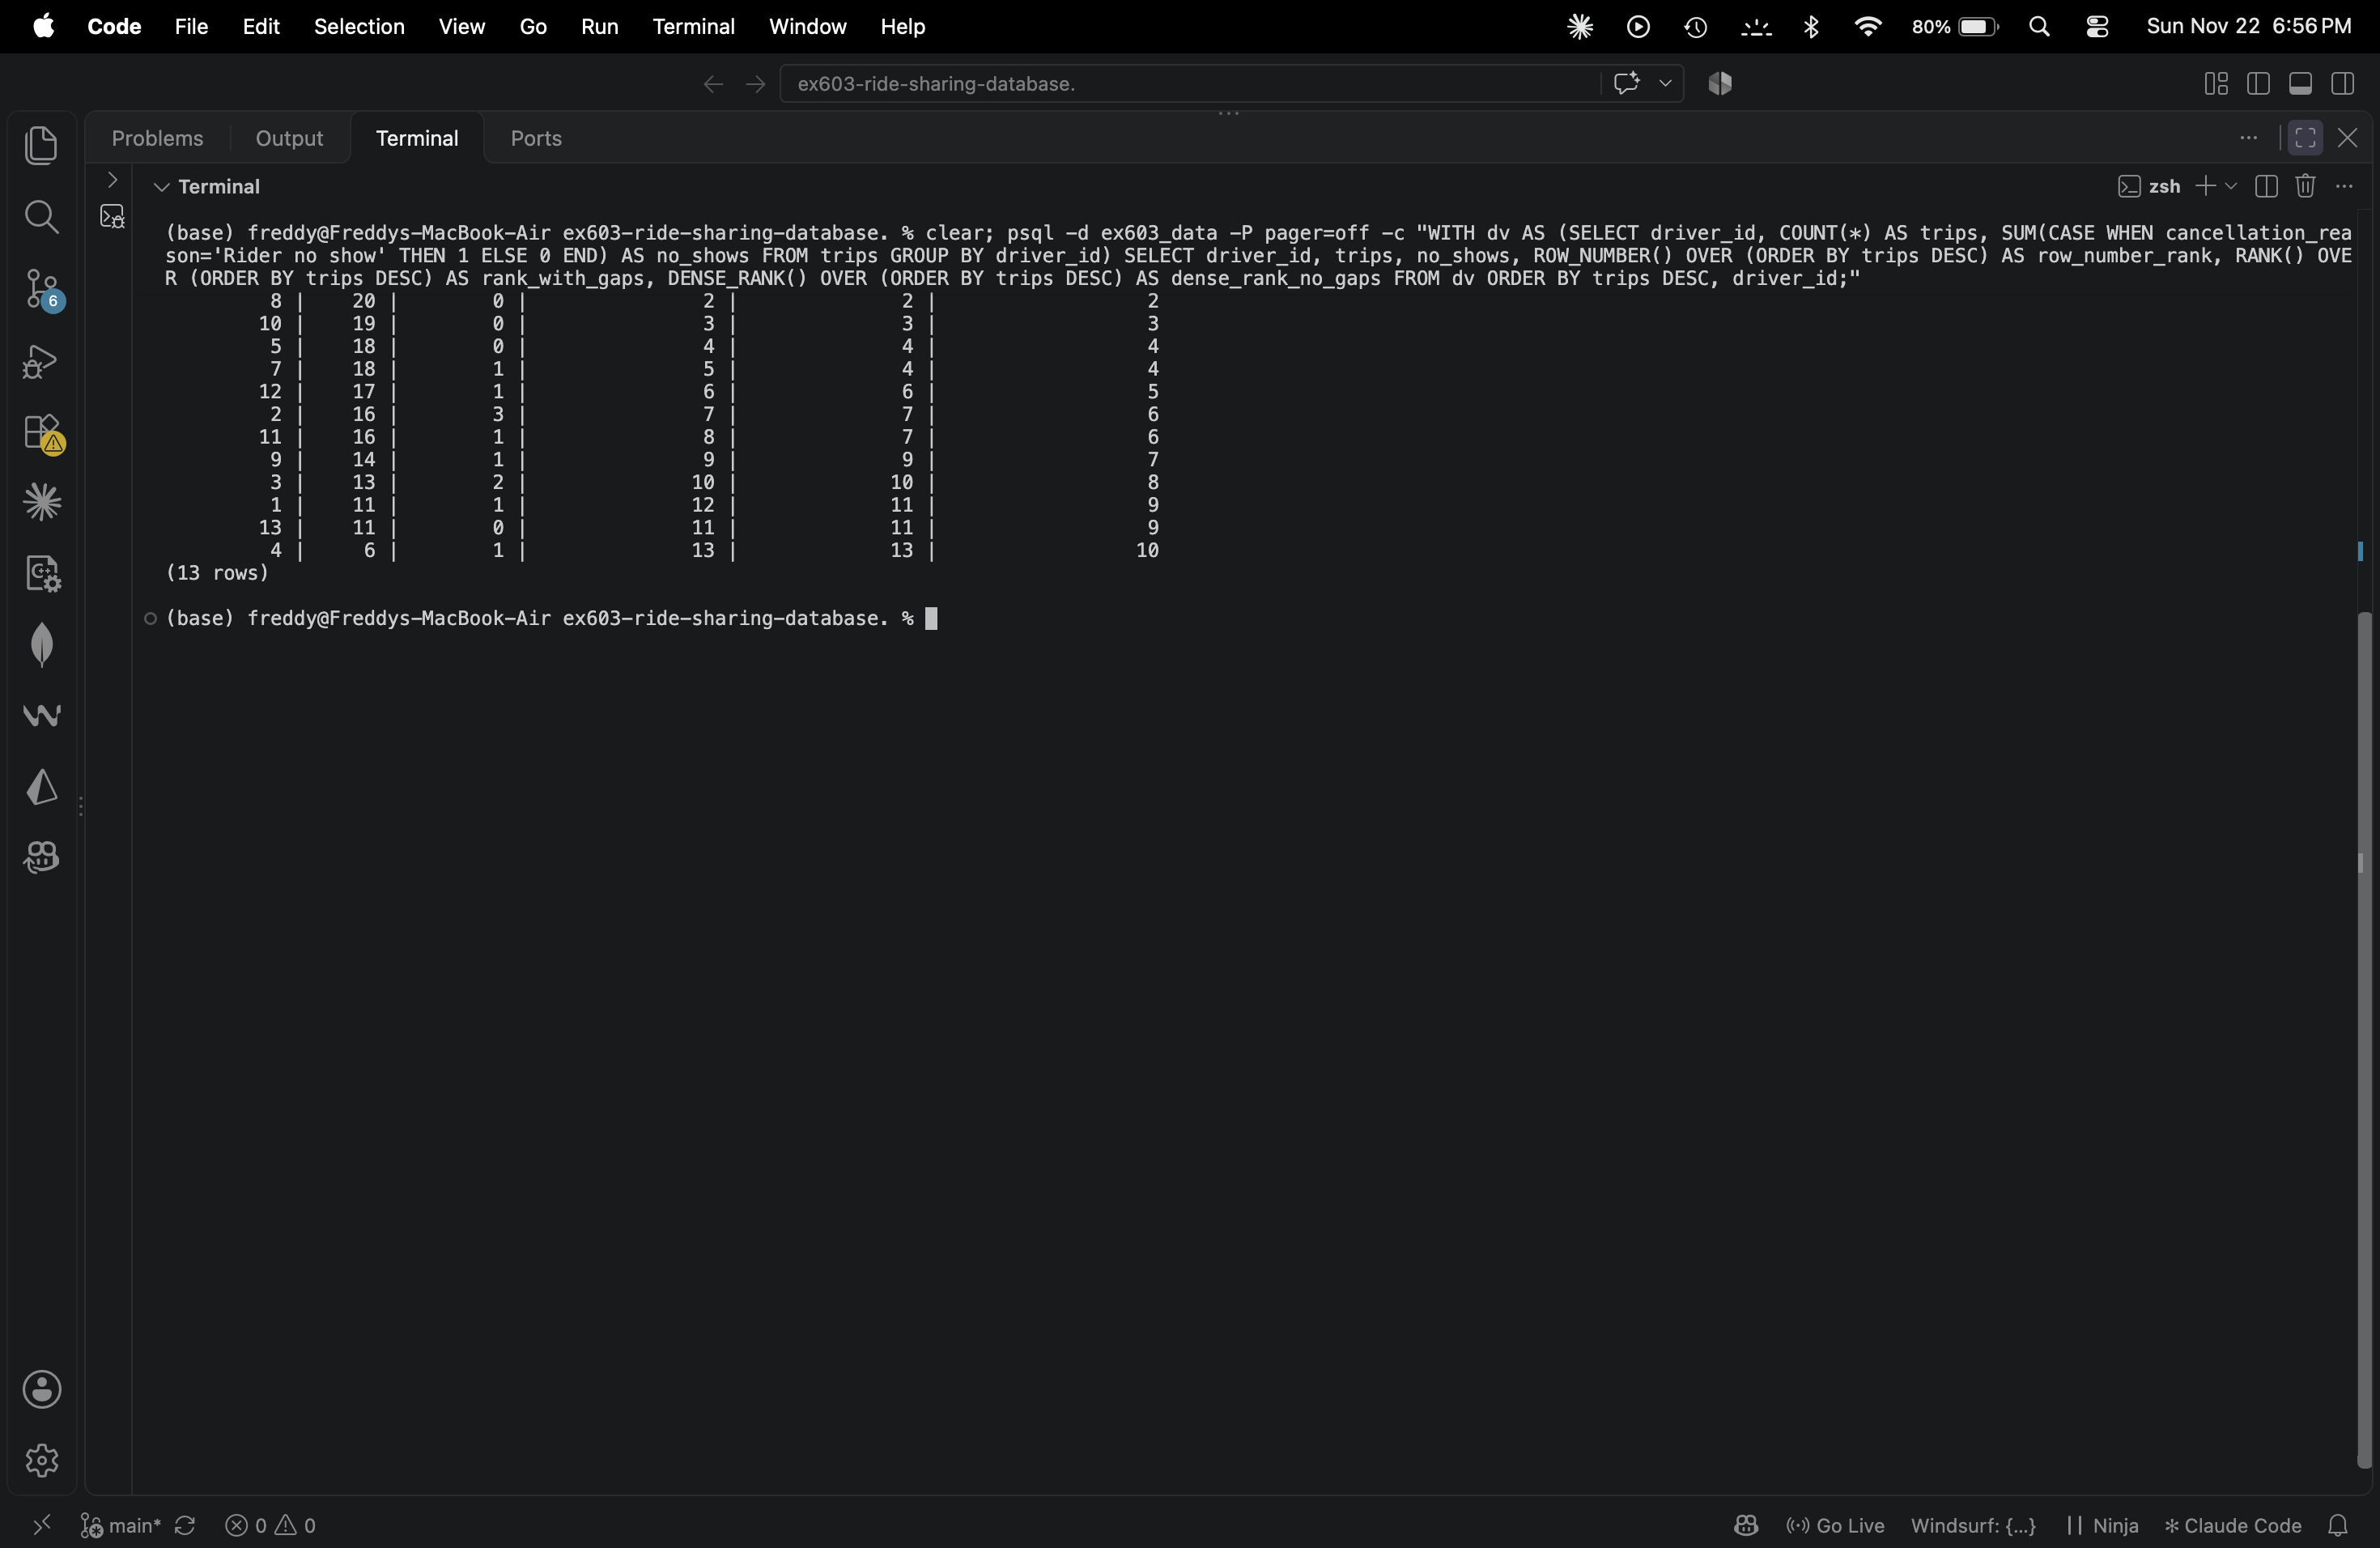 Code File Edit Selection View Go Run Terminal Window Help 80% Sun Nov 22 6:56 PM
ex603-ride-sharing-database.
Problems Output Terminal Ports
Terminal zsh
(base) freddy@Freddys-MacBook-Air ex603-ride-sharing-database. % clear; psql -d ex603_data -P pager=off -c "WITH dv AS (SELECT driver_id, COUNT(*) AS trips, SUM(CASE WHEN cancellation_rea
son='Rider no show' THEN 1 ELSE 0 END) AS no_shows FROM trips GROUP BY driver_id) SELECT driver_id, trips, no_shows, ROW_NUMBER() OVER (ORDER BY trips DESC) AS row_number_rank, RANK() OVE
R (ORDER BY trips DESC) AS rank_with_gaps, DENSE_RANK() OVER (ORDER BY trips DESC) AS dense_rank_no_gaps FROM dv ORDER BY trips DESC, driver_id;"
8 | 20 | 0 | 2 | 2 | 2
10 | 19 | 0 | 3 | 3 | 3
5 | 18 | 0 | 4 | 4 | 4
7 | 18 | 1 | 5 | 4 | 4
12 | 17 | 1 | 6 | 6 | 5
2 | 16 | 3 | 7 | 7 | 6
11 | 16 | 1 | 8 | 7 | 6
9 | 14 | 1 | 9 | 9 | 7
3 | 13 | 2 | 10 | 10 | 8
1 | 11 | 1 | 12 | 11 | 9
13 | 11 | 0 | 11 | 11 | 9
4 | 6 | 1 | 13 | 13 | 10
(13 rows)
(base) freddy@Freddys-MacBook-Air ex603-ride-sharing-database. %
6
main* 0 0 Go Live Windsurf: {...} Ninja Claude Code